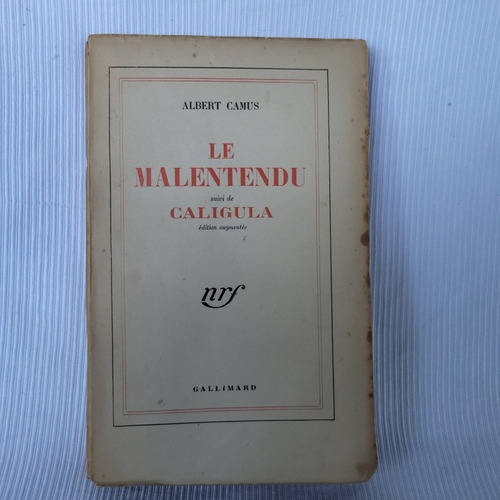 ALBERT CAMUS
LE
MALENTENDU
suivi de
CALIGULA
édition augmentée
nrf
GALLIMARD